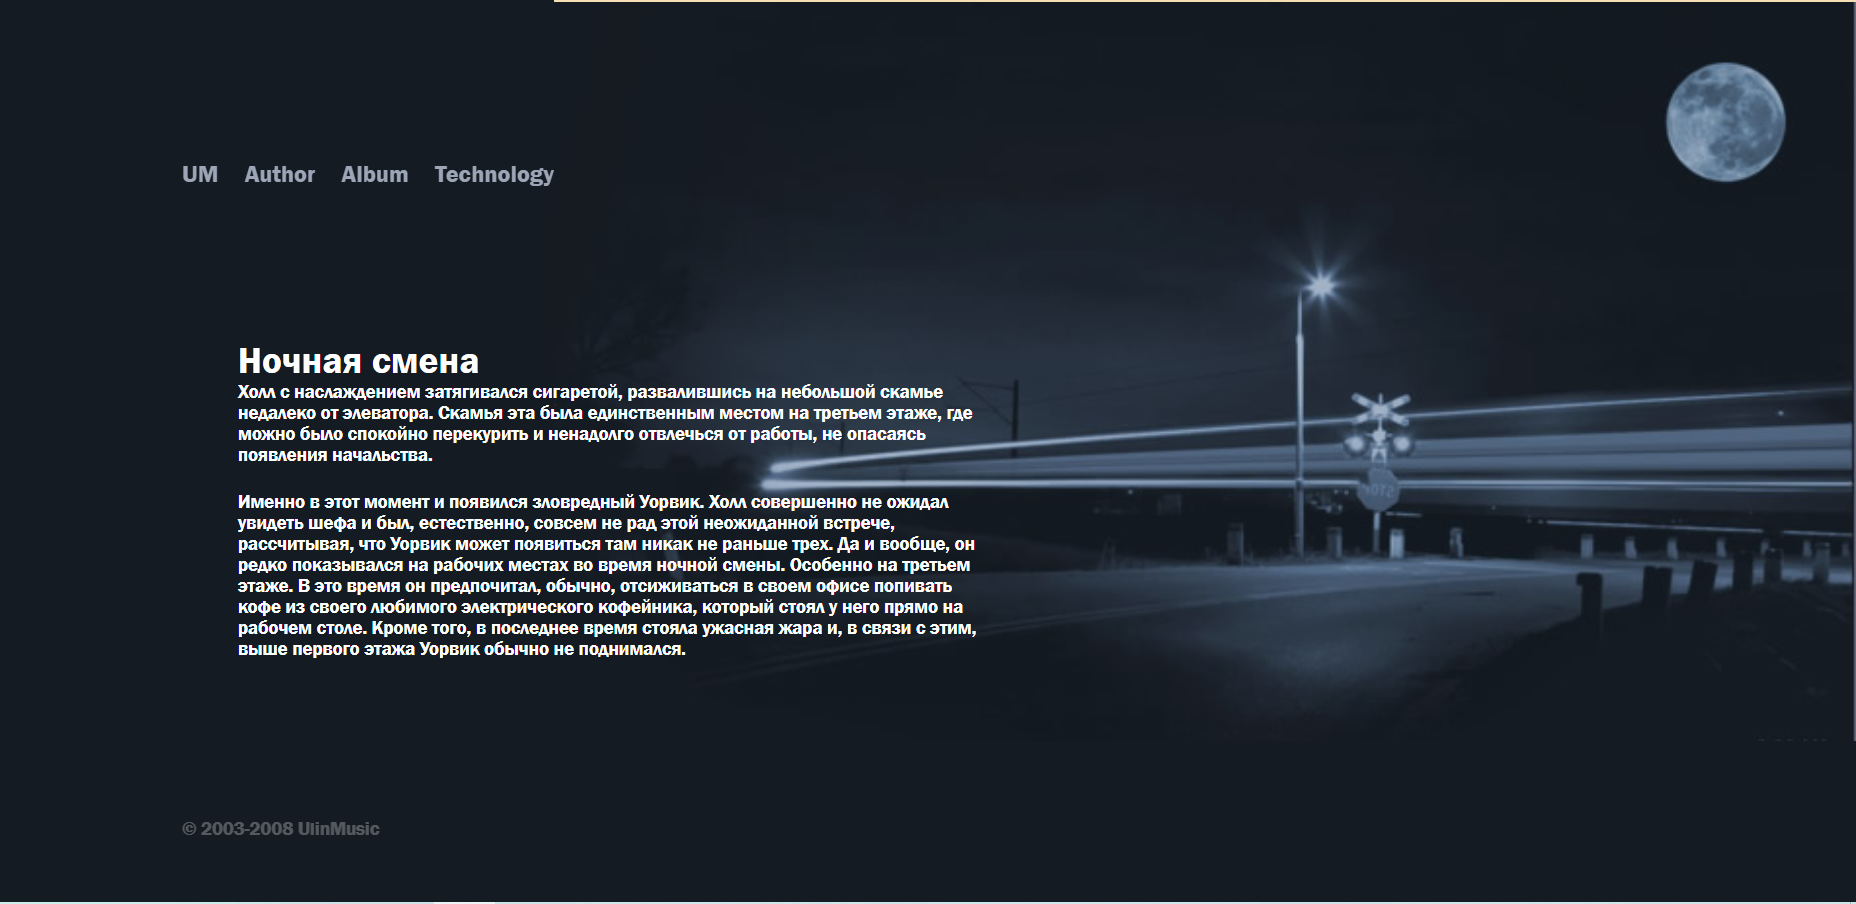 UM Author Album Technology
Ночная смена
Холл с наслаждением затягивался сигаретой, развалившись на небольшой скамье
недалеко от элеватора. Скамья эта была единственным местом на третьем этаже, где
можно было спокойно перекурить и ненадолго отвлечься от работы, не опасаясь
появления начальства.
Именно в этот момент и появился зловредный Уорвик. Холл совершенно не ожидал
увидеть шефа и был, естественно, совсем не рад этой неожиданной встрече,
рассчитывая, что Уорвик может появиться там никак не раньше трех. Да и вообще, он
редко показывался на рабочих местах во время ночной смены. Особенно на третьем
этаже. В это время он предпочитал, обычно, отсиживаться в своем офисе попивать
кофе из своего любимого электрического кофейника, который стоял у него прямо на
рабочем столе. Кроме того, в последнее время стояла ужасная жара и, в связи с этим,
выше первого этажа Уорвик обычно не поднимался.
© 2003-2008 UlinMusic